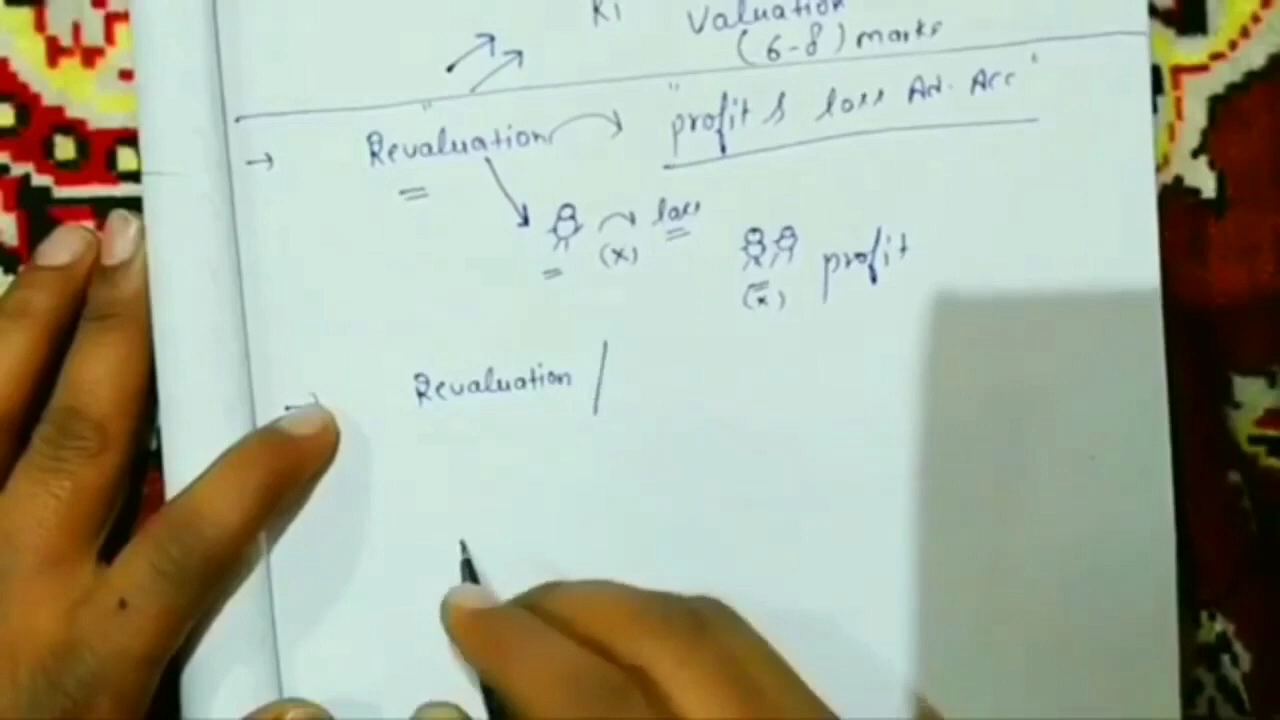 Valuation
(6-8) marks
→ "Revaluation" → "profit & loss Ad. Acc"
loss
(x)
profit
(x)
→ Revaluation /